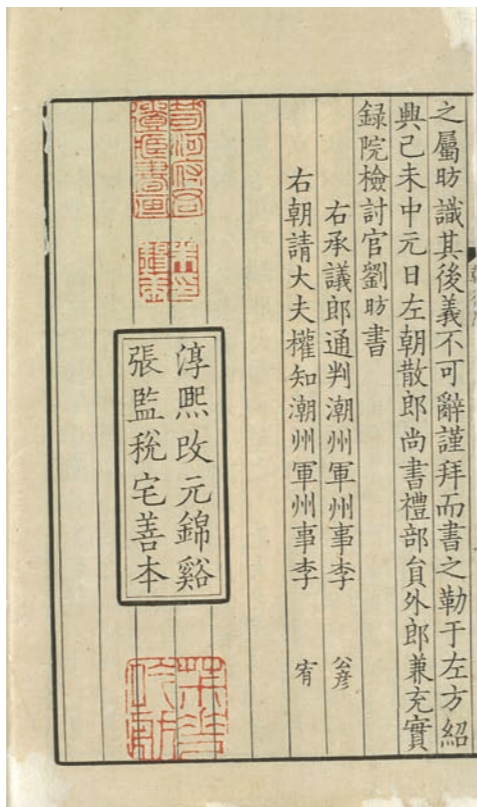 之屬昉識其後義不可辭謹拜而書之勒于左方紹
興己未中元日左朝散郎尚書禮部貟外郎兼充實
録院檢討官劉昉書
右承議郎通判潮州軍州事李 公彦
右朝請大夫權知潮州軍州事李 宥
淳熈改元錦谿
張監稅宅善本